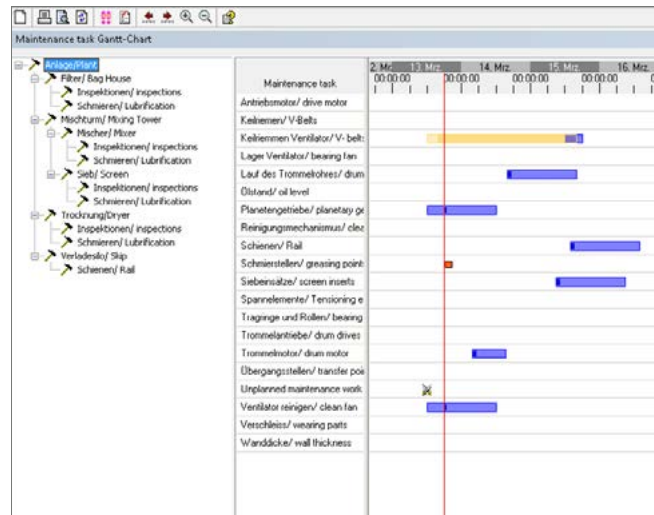 Maintenance task Gantt-Chart
Anlage/Plant
Filter/ Bag House
Inspektionen/ inspections
Schmieren/ Lubrification
Mischturm/ Mixing Tower
Mischer/ Mixer
Inspektionen/ inspections
Schmieren/ Lubrification
Sieb/ Screen
Inspektionen/ inspections
Schmieren/ Lubrification
Trocknung/Dryer
Inspektionen/ inspections
Schmieren/ Lubrification
Verladesilo/ Skip
Schienen/ Rail
Maintenance task
2. Mrz. 13. Mrz. 14. Mrz. 15. Mrz. 16. Mrz.
00:00:00 00:00:00 00:00:00 00:00:00
Antriebsmotor/ drive motor
Keilriemen/ V-Belts
Keilriemmen Ventilator/ V- belts
Lager Ventilator/ bearing fan
Lauf des Trommelrohres/ drum
Ölstand/ oil level
Planetengetriebe/ planetary ge
Reinigungsmechanismus/ clea
Schienen/ Rail
Schmierstellen/ greasing points
Siebeinsätze/ screen inserts
Spannelemente/ Tensioning e
Tragringe und Rollen/ bearing
Trommelantriebe/ drum drives
Trommelmotor/ drum motor
Übergangsstellen/ transfer poi
Unplanned maintenance work
Ventilator reinigen/ clean fan
Verschleiss/ wearing parts
Wanddicke/ wall thickness